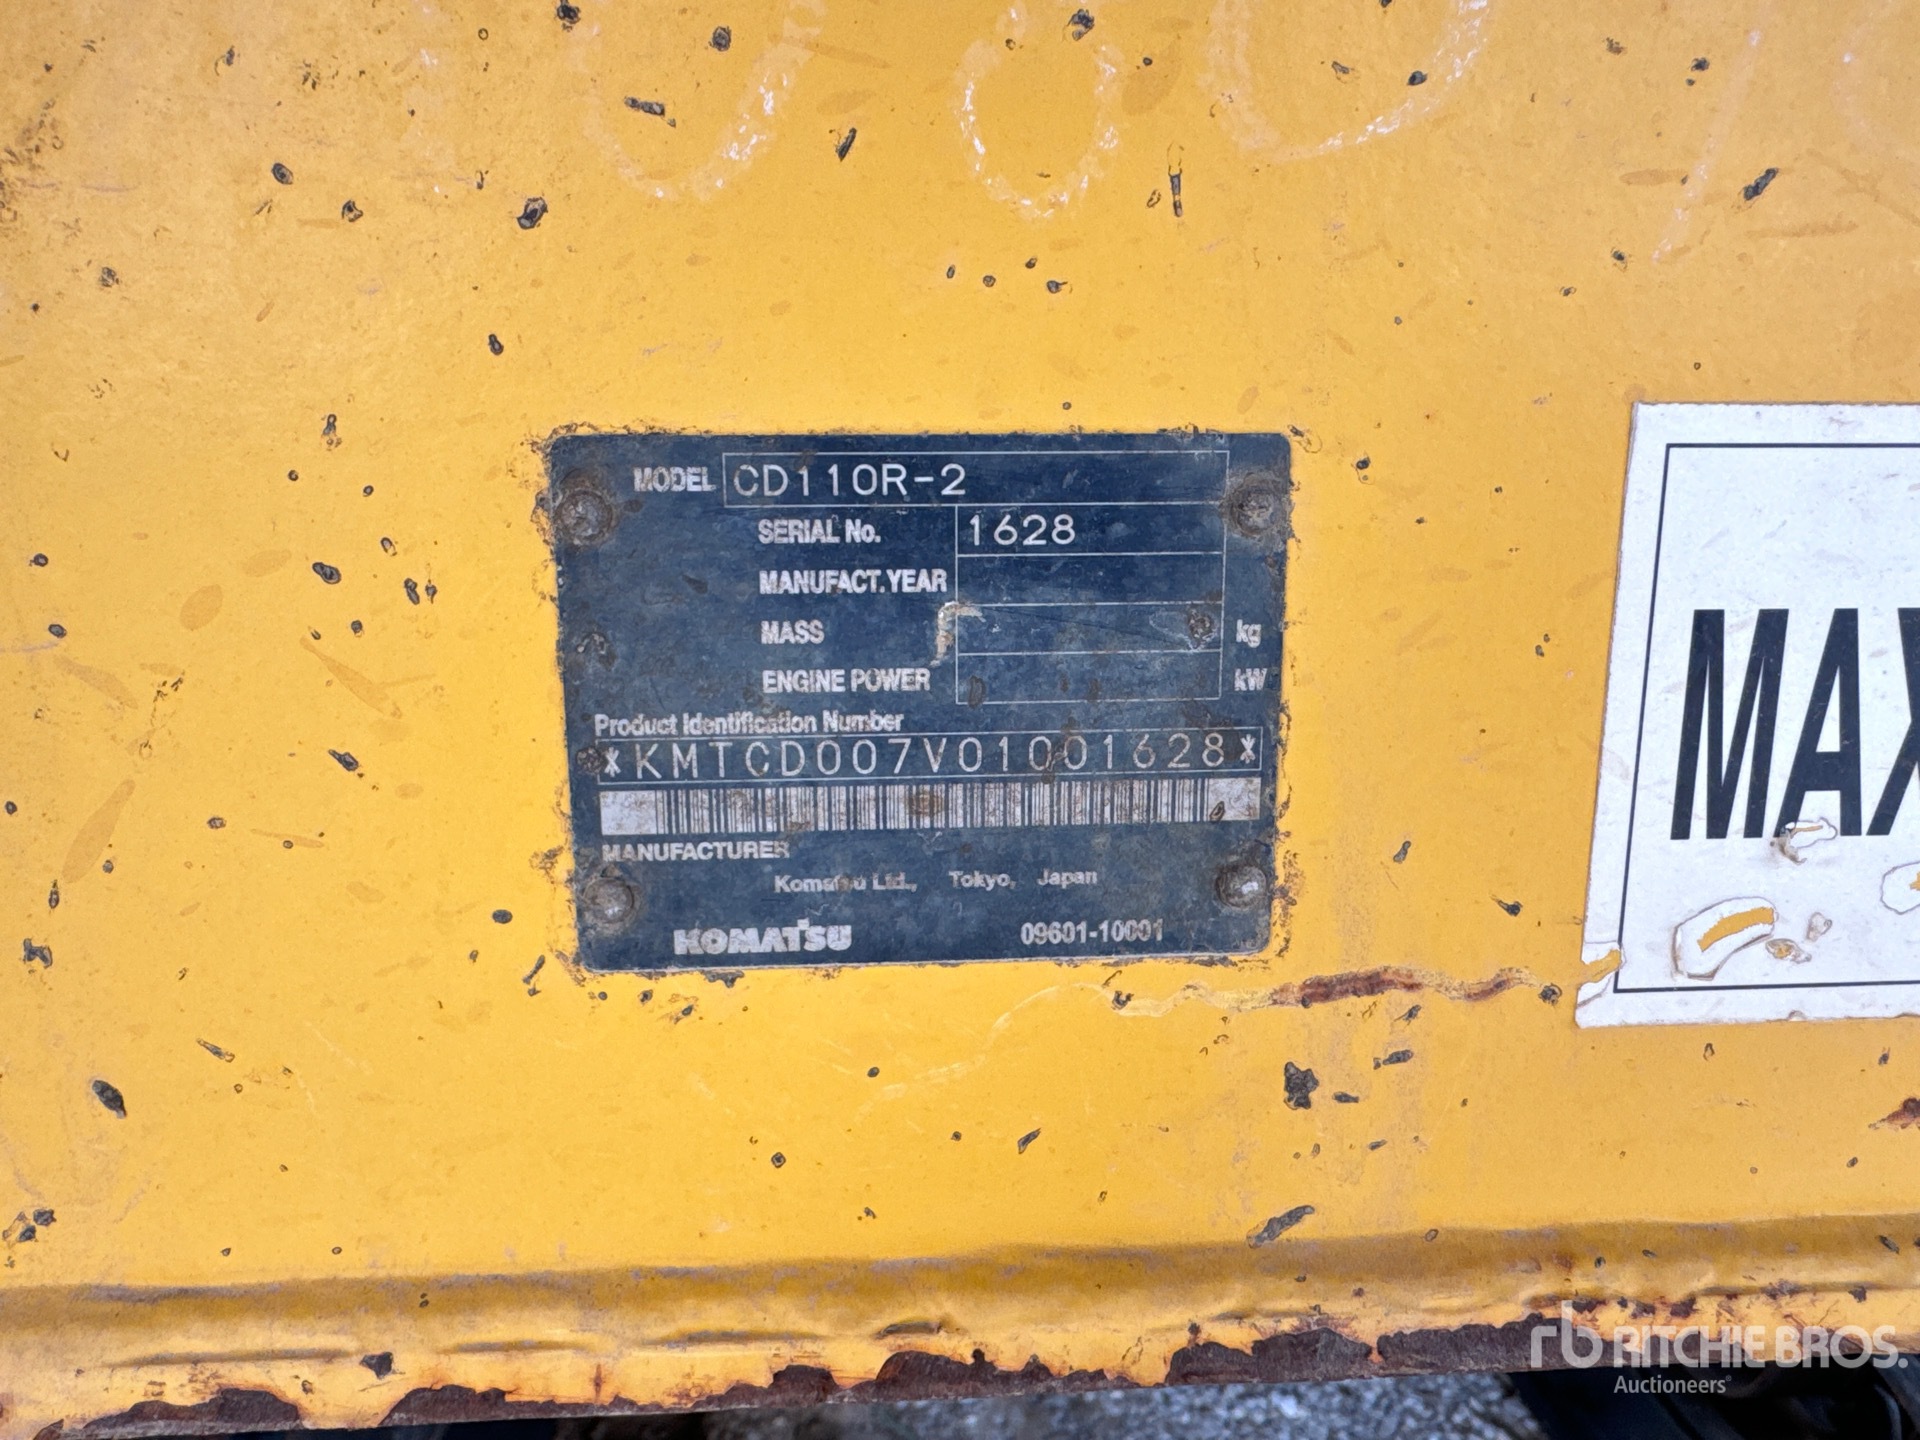 MODEL CD110R-2
SERIAL No. 1628
MANUFACT. YEAR
MASS kg
ENGINE POWER kW
Product Identification Number
*KMTCD007V01001628*
MANUFACTURER
Komatsu Ltd., Tokyo, Japan
KOMATSU 09601-10001
MAX
rb RITCHIE BROS.
Auctioneers